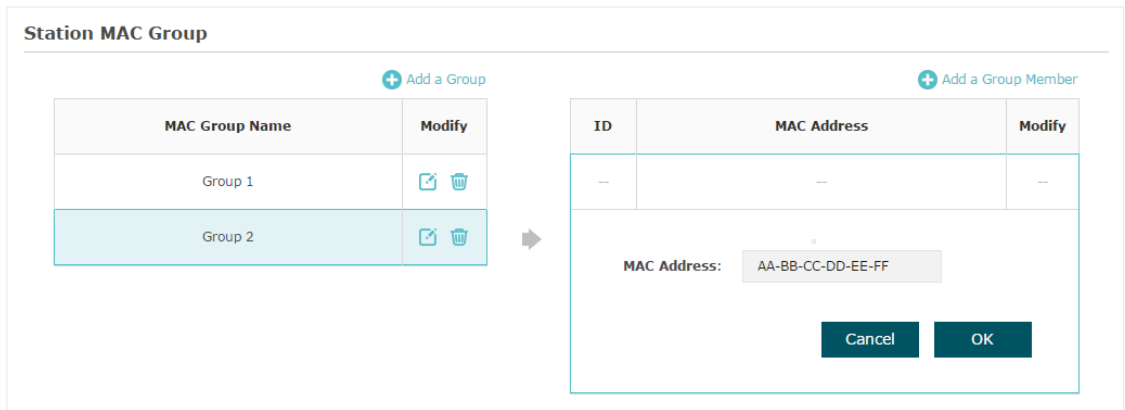 Station MAC Group
Add a Group
Add a Group Member
MAC Group Name Modify
ID MAC Address Modify
Group 1
-- -- --
Group 2
MAC Address: AA-BB-CC-DD-EE-FF
Cancel OK